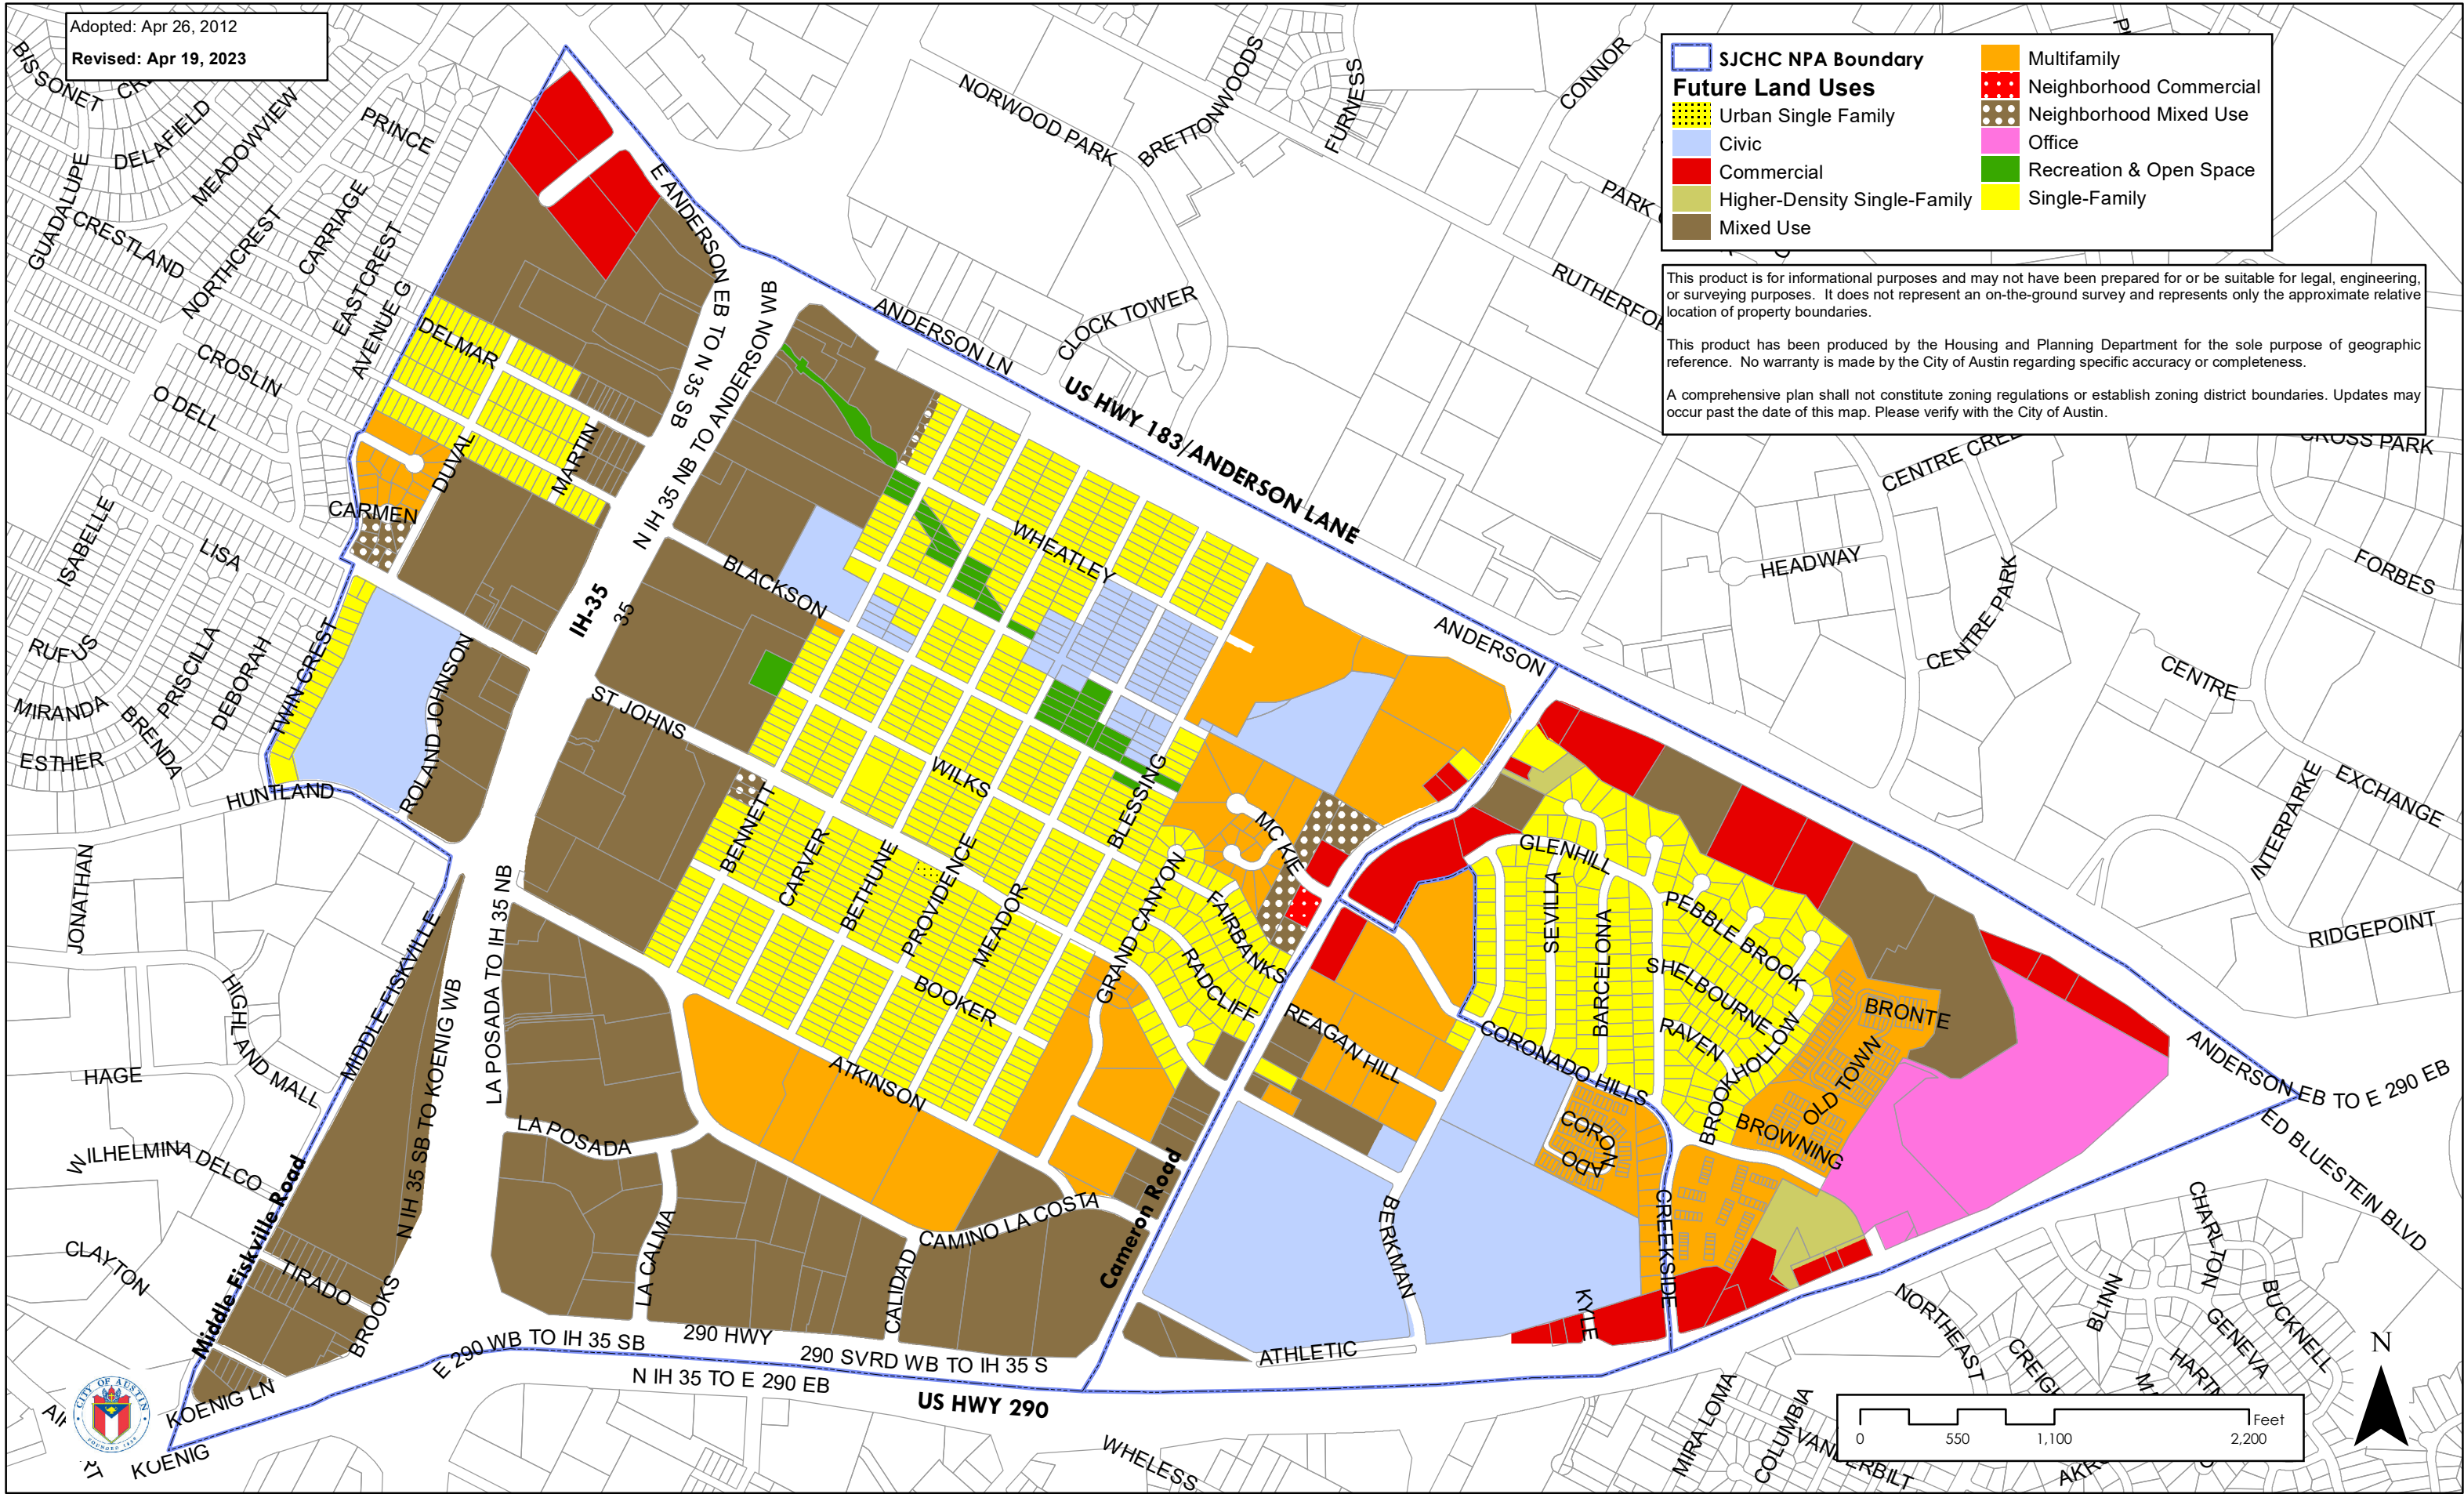 Adopted: Apr 26, 2012
Revised: Apr 19, 2023
SJCHC NPA Boundary
Future Land Uses
Urban Single Family
Civic
Commercial
Higher-Density Single-Family
Mixed Use
Multifamily
Neighborhood Commercial
Neighborhood Mixed Use
Office
Recreation & Open Space
Single-Family
This product is for informational purposes and may not have been prepared for or be suitable for legal, engineering,
or surveying purposes. It does not represent an on-the-ground survey and represents only the approximate relative
location of property boundaries.
This product has been produced by the Housing and Planning Department for the sole purpose of geographic
reference. No warranty is made by the City of Austin regarding specific accuracy or completeness.
A comprehensive plan shall not constitute zoning regulations or establish zoning district boundaries. Updates may
occur past the date of this map. Please verify with the City of Austin.
BISSONET
DELAFIELD
MEADOWVIEW
PRINCE
GUADALUPE
CRESTLAND
NORTHCREST
CARRIAGE
EASTCREST
AVENUE G
CROSLIN
O DELL
DELMAR
DUVAL
MARTIN
CARMEN
ISABELLE
LISA
RUFUS
MIRANDA
ESTHER
BRENDA
PRISCILLA
DEBORAH
TWIN CREST
HUNTLAND
ROLAND JOHNSON
JONATHAN
HIGHLAND MALL
HAGE
WILHELMINA DELCO
CLAYTON
MIDDLE FISKVILLE
Middle Fiskville Road
TIRADO
BROOKS
KOENIG LN
KOENIG
CITY OF AUSTIN
FOUNDED 1839
E ANDERSON EB TO N 35 SB
N IH 35 NB TO ANDERSON WB
IH-35
35
NORWOOD PARK
BRETTONWOODS
FURNESS
CONNOR
CLOCK TOWER
ANDERSON LN
US HWY 183/ANDERSON LANE
ANDERSON
WHEATLEY
BLACKSON
ST JOHNS
WILKS
BENNETT
CARVER
BETHUNE
PROVIDENCE
MEADOR
BLESSING
BOOKER
ATKINSON
GRAND CANYON
FAIRBANKS
RADCLIFF
MC KIE
LA POSADA TO IH 35 NB
N IH 35 SB TO KOENIG WB
LA POSADA
LA CALMA
CALIDAD
CAMINO LA COSTA
Cameron Road
290 HWY
E 290 WB TO IH 35 SB
290 SVRD WB TO IH 35 S
N IH 35 TO E 290 EB
US HWY 290
ATHLETIC
BERKMAN
KYLE
CREEKSIDE
REAGAN HILL
CORONADO HILLS
CORONADO
GLENHILL
SEVILLA
BARCELONA
PEBBLE BROOK
SHELBOURNE
RAVEN
BROOKHOLLOW
BRONTE
OLD TOWN
BROWNING
HEADWAY
CENTRE PARK
FORBES
CENTRE
EXCHANGE
INTERPARKE
RIDGEPOINT
ANDERSON EB TO E 290 EB
ED BLUESTEIN BLVD
CHARLTON
BLINN
BUCKNELL
GENEVA
NORTHEAST
MIRA LOMA
COLUMBIA
WHELESS
N
0
550
1,100
2,200
Feet